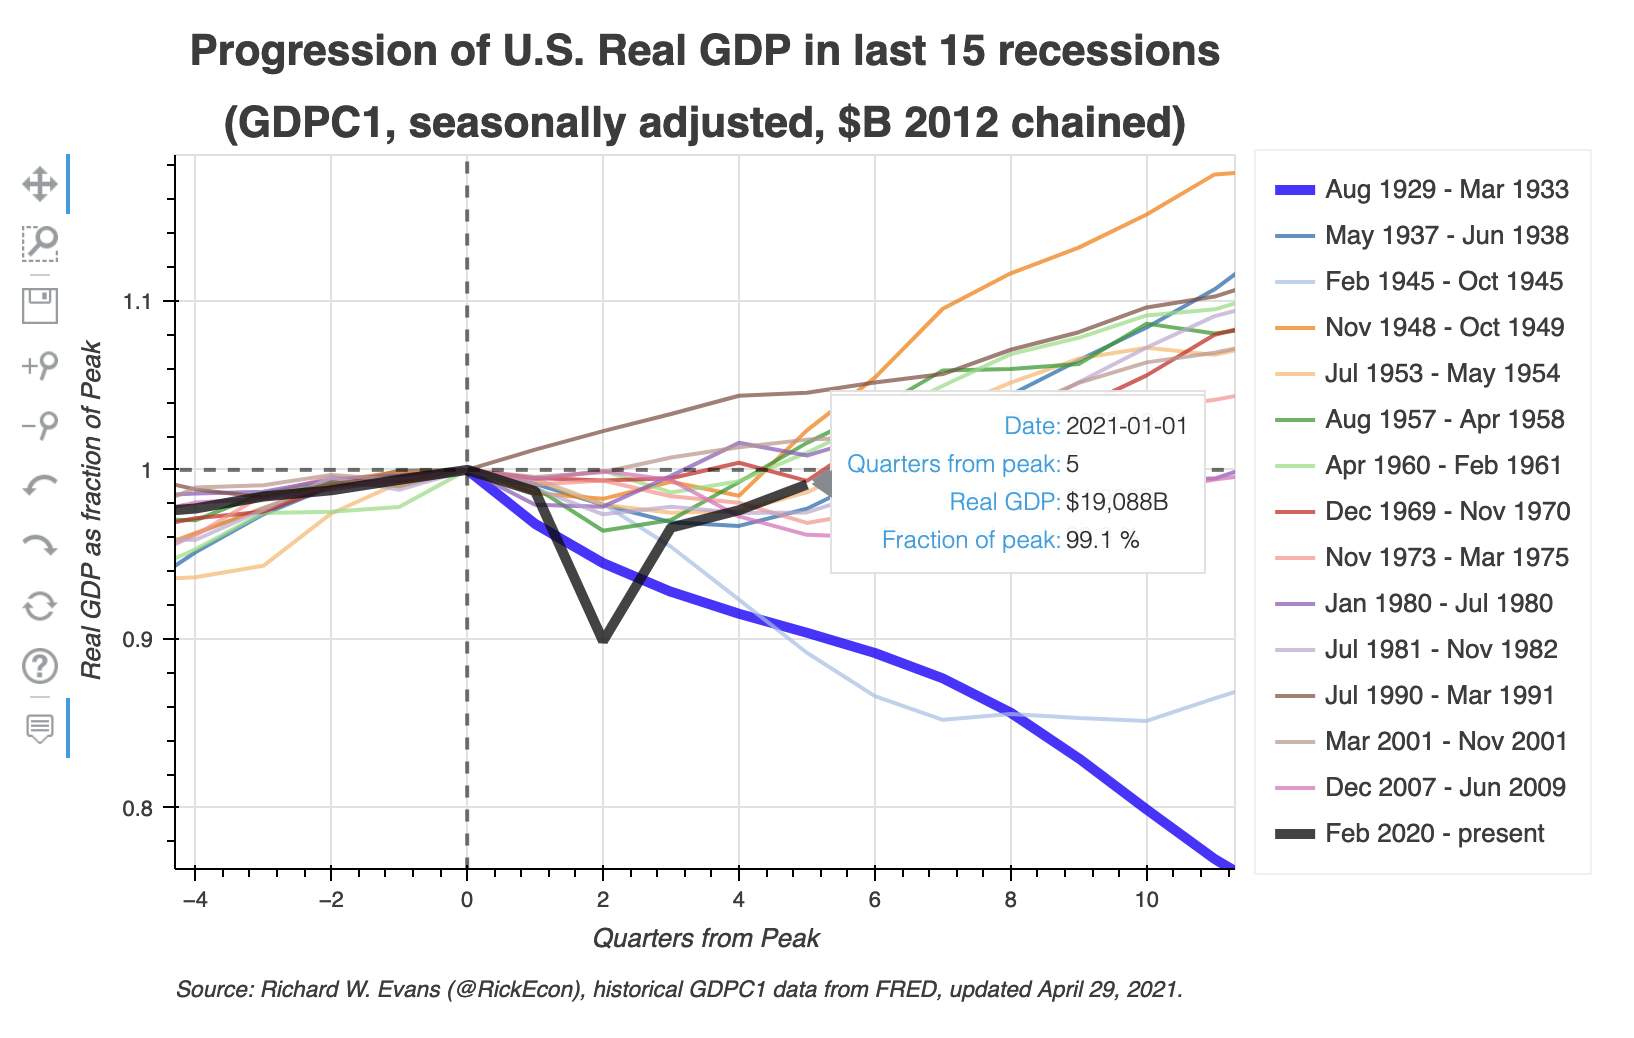 Progression of U.S. Real GDP in last 15 recessions
(GDPC1, seasonally adjusted, $B 2012 chained)
Real GDP as fraction of Peak
1.1
1
0.9
0.8
Date: 2021-01-01
Quarters from peak: 5
Real GDP: $19,088B
Fraction of peak: 99.1 %
−4
−2
0
2
4
6
8
10
Quarters from Peak
Aug 1929 - Mar 1933
May 1937 - Jun 1938
Feb 1945 - Oct 1945
Nov 1948 - Oct 1949
Jul 1953 - May 1954
Aug 1957 - Apr 1958
Apr 1960 - Feb 1961
Dec 1969 - Nov 1970
Nov 1973 - Mar 1975
Jan 1980 - Jul 1980
Jul 1981 - Nov 1982
Jul 1990 - Mar 1991
Mar 2001 - Nov 2001
Dec 2007 - Jun 2009
Feb 2020 - present
Source: Richard W. Evans (@RickEcon), historical GDPC1 data from FRED, updated April 29, 2021.